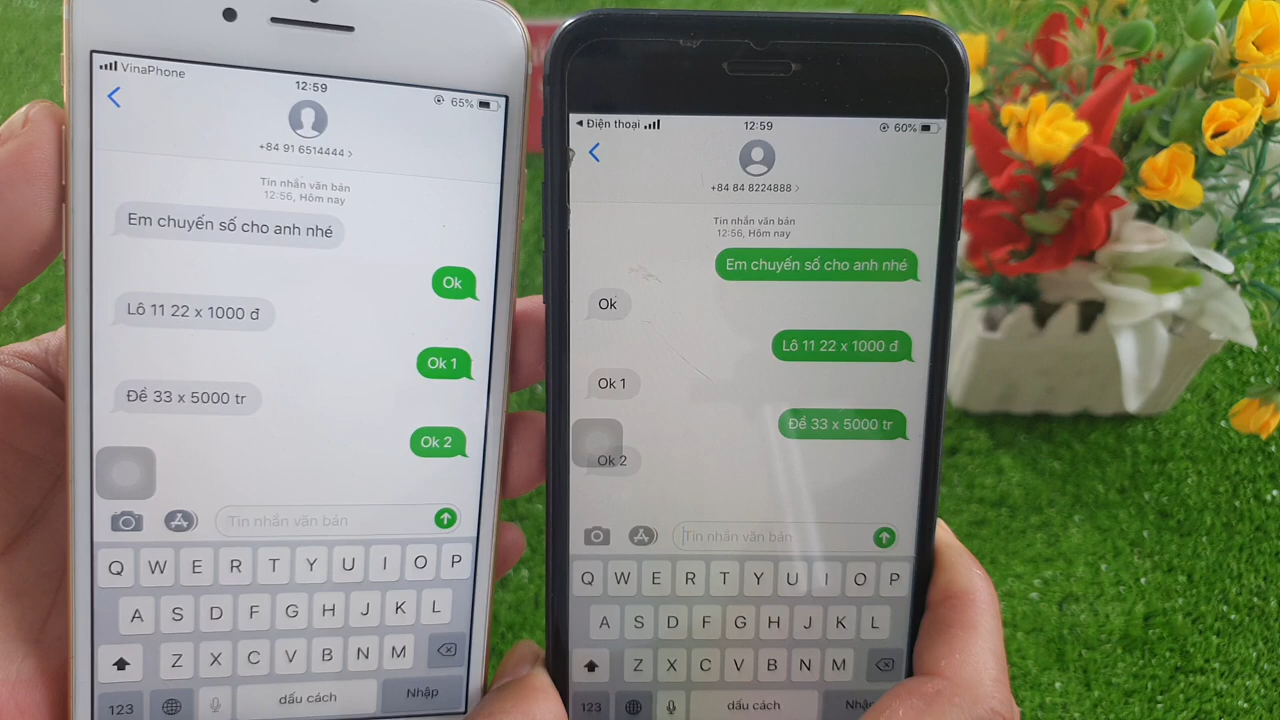 VinaPhone
12:59
65%
+84 91 6514444
Tin nhắn văn bản
12:56, Hôm nay
Em chuyến số cho anh nhé
Ok
Lô 11 22 x 1000 đ
Ok 1
Đề 33 x 5000 tr
Ok 2
Tin nhắn văn bản
Q W E R T Y U I O P
A S D F G H J K L
Z X C V B N M
123
dấu cách
Nhập
Điện thoại
12:59
60%
+84 84 8224888
Tin nhắn văn bản
12:56, Hôm nay
Em chuyến số cho anh nhé
Ok
Lô 11 22 x 1000 đ
Ok 1
Đề 33 x 5000 tr
Ok 2
Tin nhắn văn bản
Q W E R T Y U I O P
A S D F G H J K L
Z X C V B N M
123
dấu cách